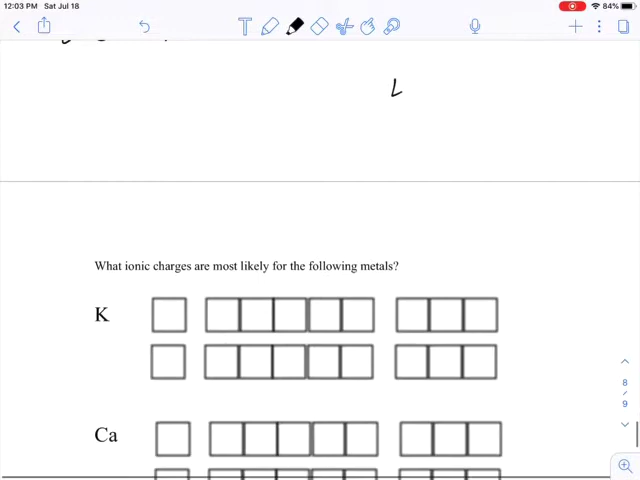 12:03 PM Sat Jul 18
84%
T
L
What ionic charges are most likely for the following metals?
K
Ca
8
/
9